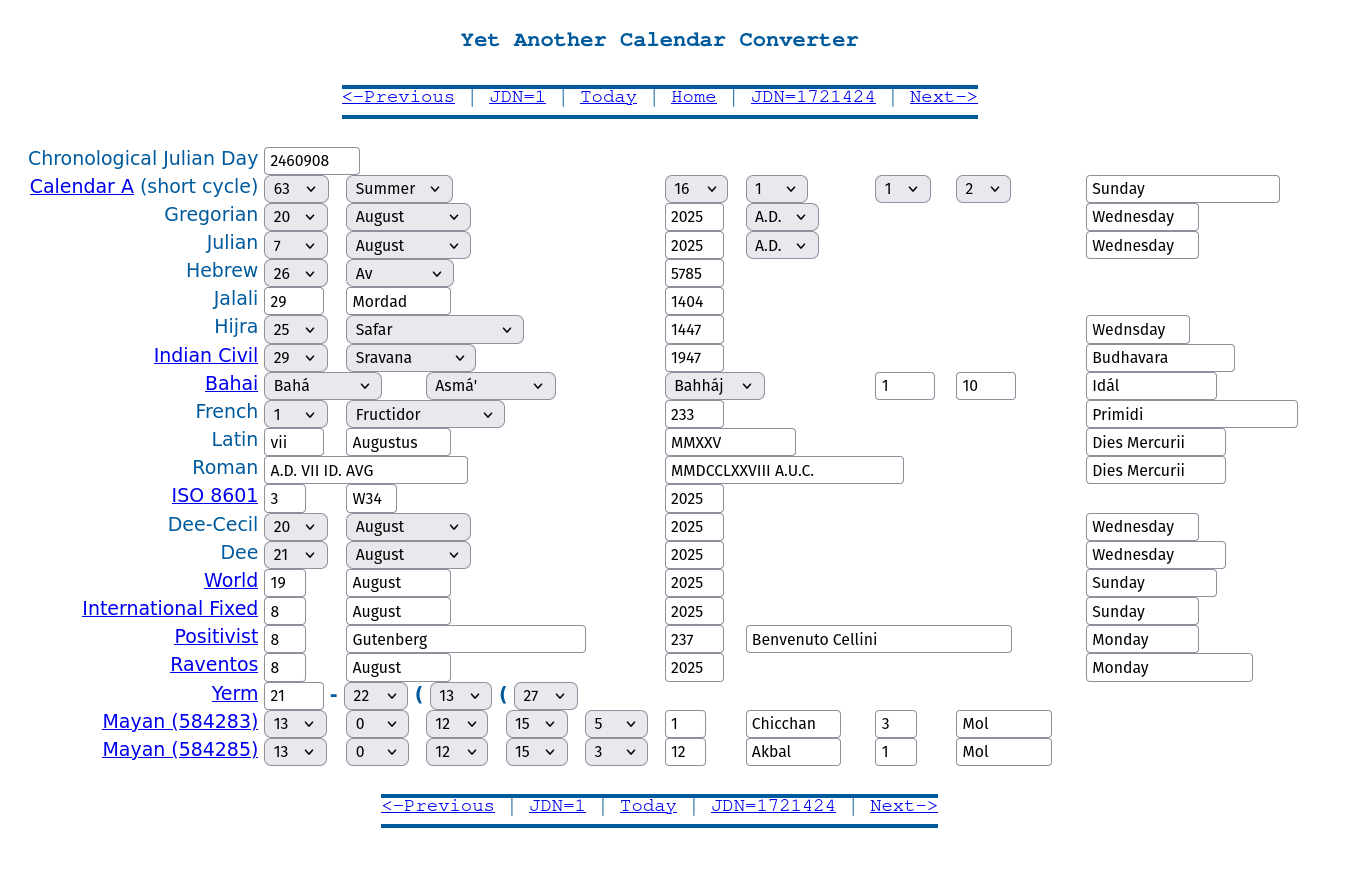 Yet Another Calendar Converter
<-Previous | JDN=1 | Today | Home | JDN=1721424 | Next->
Chronological Julian Day 2460908
Calendar A (short cycle) 63 Summer 16 1 1 2 Sunday
Gregorian 20 August 2025 A.D. Wednesday
Julian 7 August 2025 A.D. Wednesday
Hebrew 26 Av 5785
Jalali 29 Mordad 1404
Hijra 25 Safar 1447 Wednsday
Indian Civil 29 Sravana 1947 Budhavara
Bahai Bahá Asmá' Bahháj 1 10 Idál
French 1 Fructidor 233 Primidi
Latin vii Augustus MMXXV Dies Mercurii
Roman A.D. VII ID. AVG MMDCCLXXVIII A.U.C. Dies Mercurii
ISO 8601 3 W34 2025
Dee-Cecil 20 August 2025 Wednesday
Dee 21 August 2025 Wednesday
World 19 August 2025 Sunday
International Fixed 8 August 2025 Sunday
Positivist 8 Gutenberg 237 Benvenuto Cellini Monday
Raventos 8 August 2025 Monday
Yerm 21 - 22 ( 13 ( 27
Mayan (584283) 13 0 12 15 5 1 Chicchan 3 Mol
Mayan (584285) 13 0 12 15 3 12 Akbal 1 Mol
<-Previous | JDN=1 | Today | JDN=1721424 | Next->